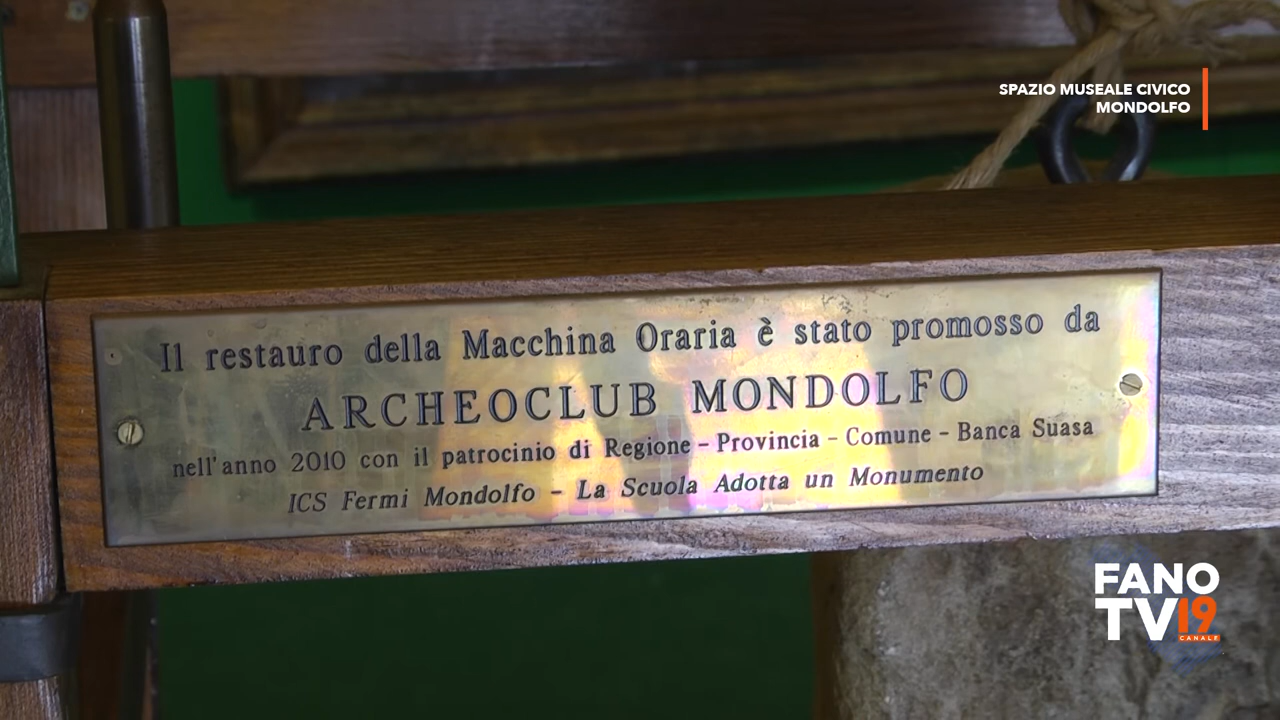 SPAZIO MUSEALE CIVICO
MONDOLFO
Il restauro della Macchina Oraria è stato promosso da
ARCHEOCLUB MONDOLFO
nell'anno 2010 con il patrocinio di Regione – Provincia – Comune – Banca Suasa
ICS Fermi Mondolfo – La Scuola Adotta un Monumento
FANO
TV19
CANALE